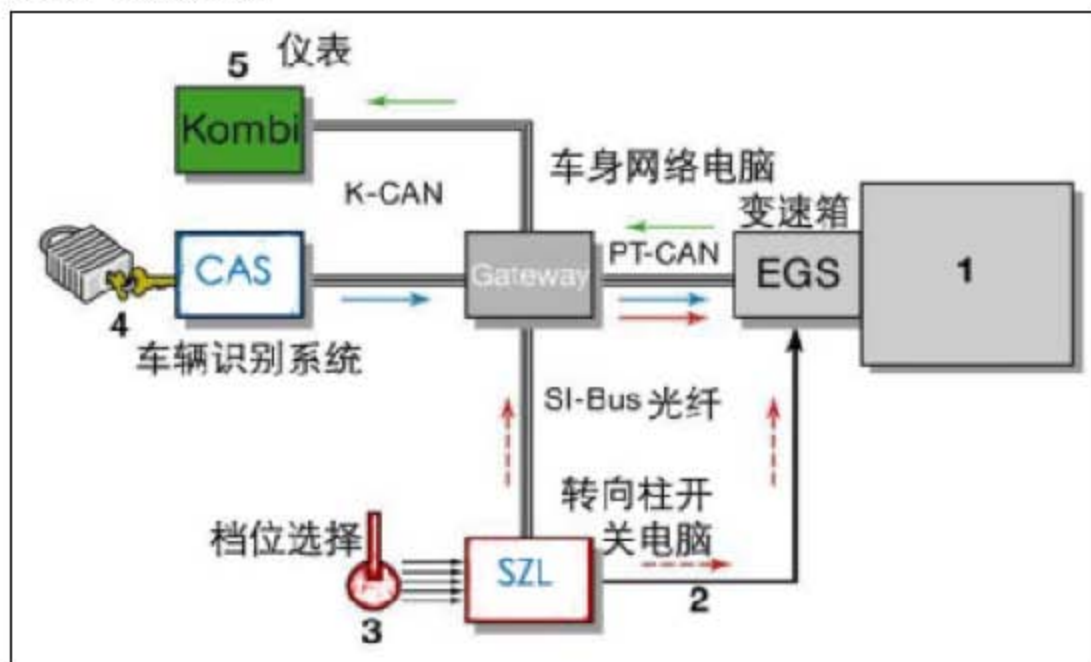 5 仪表
Kombi
K-CAN
车身网络电脑
变速箱
CAS
Gateway
PT-CAN
EGS
1
4
车辆识别系统
SI-Bus 光纤
档位选择
转向柱开
关电脑
SZL
2
3